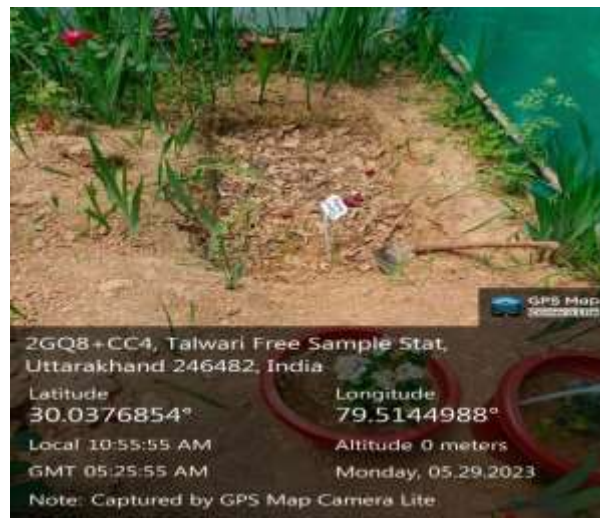 GPS Map
Camera Lite
2GQ8+CC4, Talwari Free Sample Stat,
Uttarakhand 246482, India
Latitude
30.0376854°
Longitude
79.5144988°
Local 10:55:55 AM
Altitude 0 meters
GMT 05:25:55 AM
Monday, 05.29.2023
Note: Captured by GPS Map Camera Lite